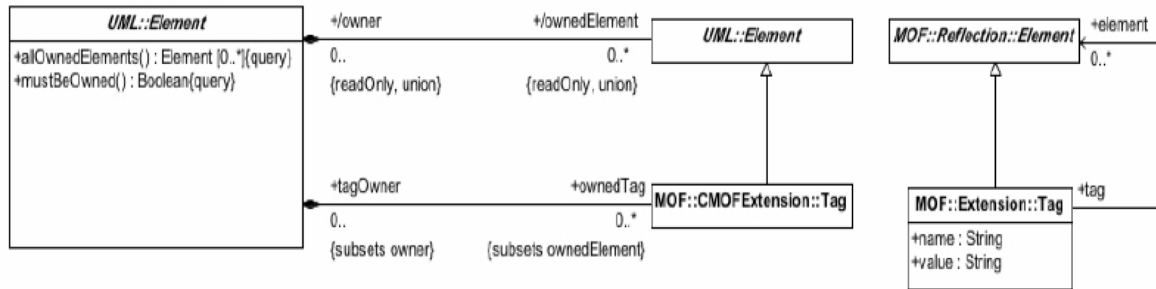 UML::Element
+allOwnedElements() : Element [0..*]{query}
+mustBeOwned() : Boolean{query}
+/owner
0..
{readOnly, union}
+/ownedElement
0..*
{readOnly, union}
UML::Element
+tagOwner
0..
{subsets owner}
+ownedTag
0..*
{subsets ownedElement}
MOF::CMOFExtension::Tag
MOF::Reflection::Element
+element
0..*
MOF::Extension::Tag
+name : String
+value : String
+tag